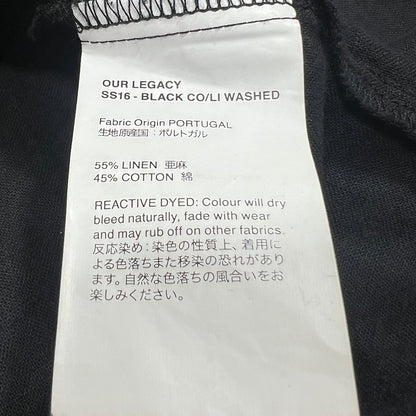 OUR LEGACY
SS16 - BLACK CO/LI WASHED
Fabric Origin PORTUGAL
生地原産国：ポルトガル
55% LINEN 亜麻
45% COTTON 綿
REACTIVE DYED: Colour will dry
bleed naturally, fade with wear
and may rub off on other fabrics.
反応染め：染色の性質上、着用に
よる色落ちまた移染の恐れがあり
ます。自然な色落ちの風合いをお
楽しみください。